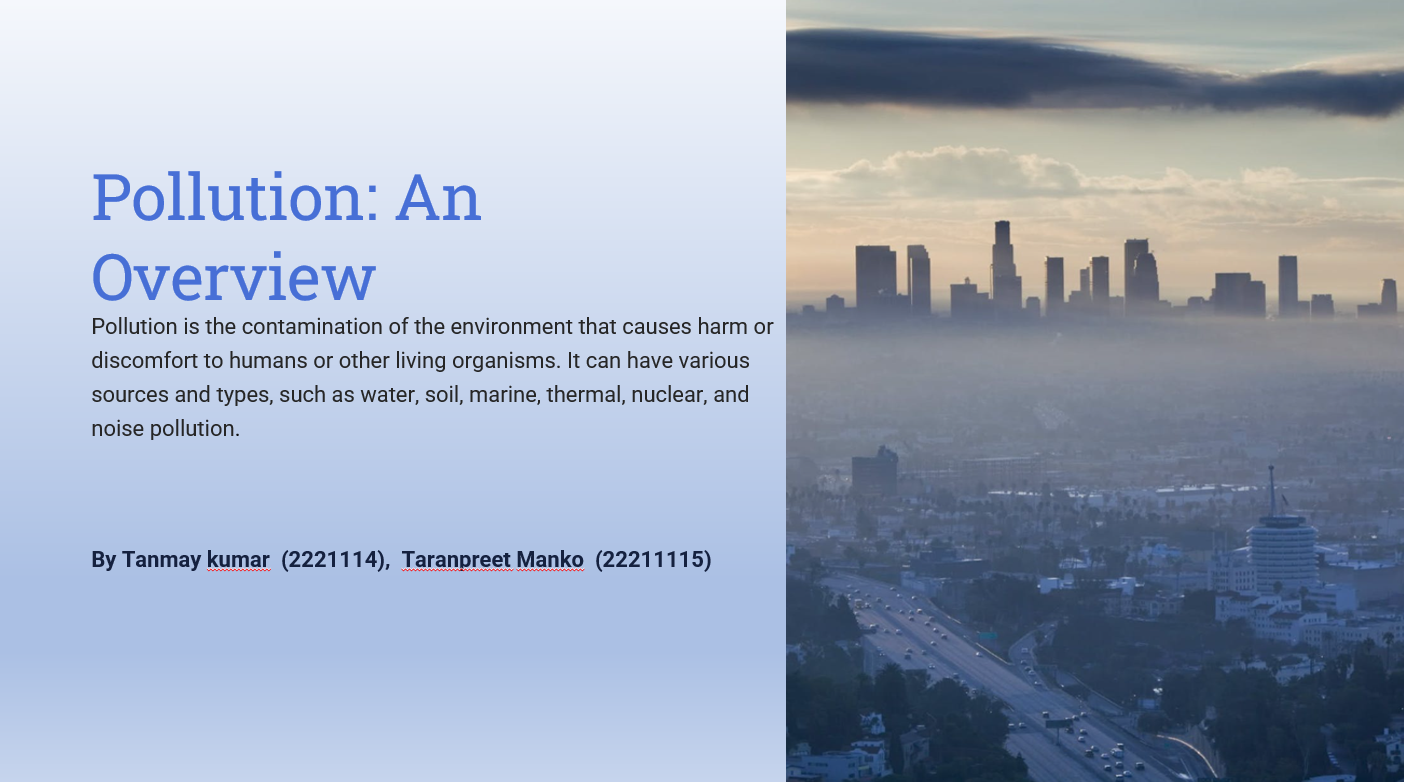 Pollution: An
Overview
Pollution is the contamination of the environment that causes harm or
discomfort to humans or other living organisms. It can have various
sources and types, such as water, soil, marine, thermal, nuclear, and
noise pollution.
By Tanmay kumar (2221114), Taranpreet Manko (22211115)